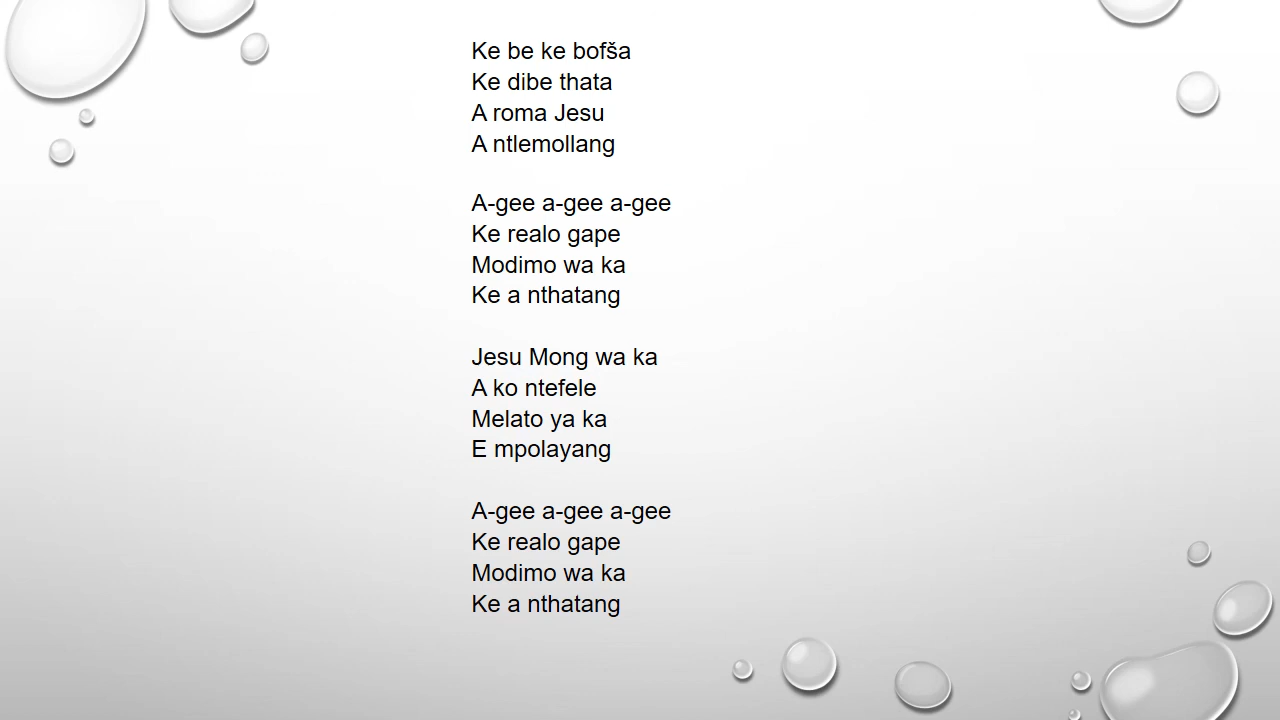 Ke be ke bofša
Ke dibe thata
A roma Jesu
A ntlemollang
A-gee a-gee a-gee
Ke realo gape
Modimo wa ka
Ke a nthatang
Jesu Mong wa ka
A ko ntefele
Melato ya ka
E mpolayang
A-gee a-gee a-gee
Ke realo gape
Modimo wa ka
Ke a nthatang